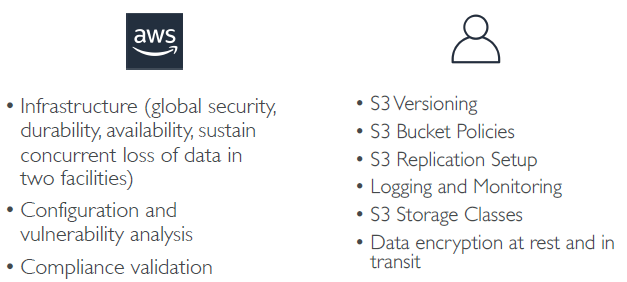 aws
• Infrastructure (global security,
durability, availability, sustain
concurrent loss of data in
two facilities)
• Configuration and
vulnerability analysis
• Compliance validation
• S3 Versioning
• S3 Bucket Policies
• S3 Replication Setup
• Logging and Monitoring
• S3 Storage Classes
• Data encryption at rest and in
transit